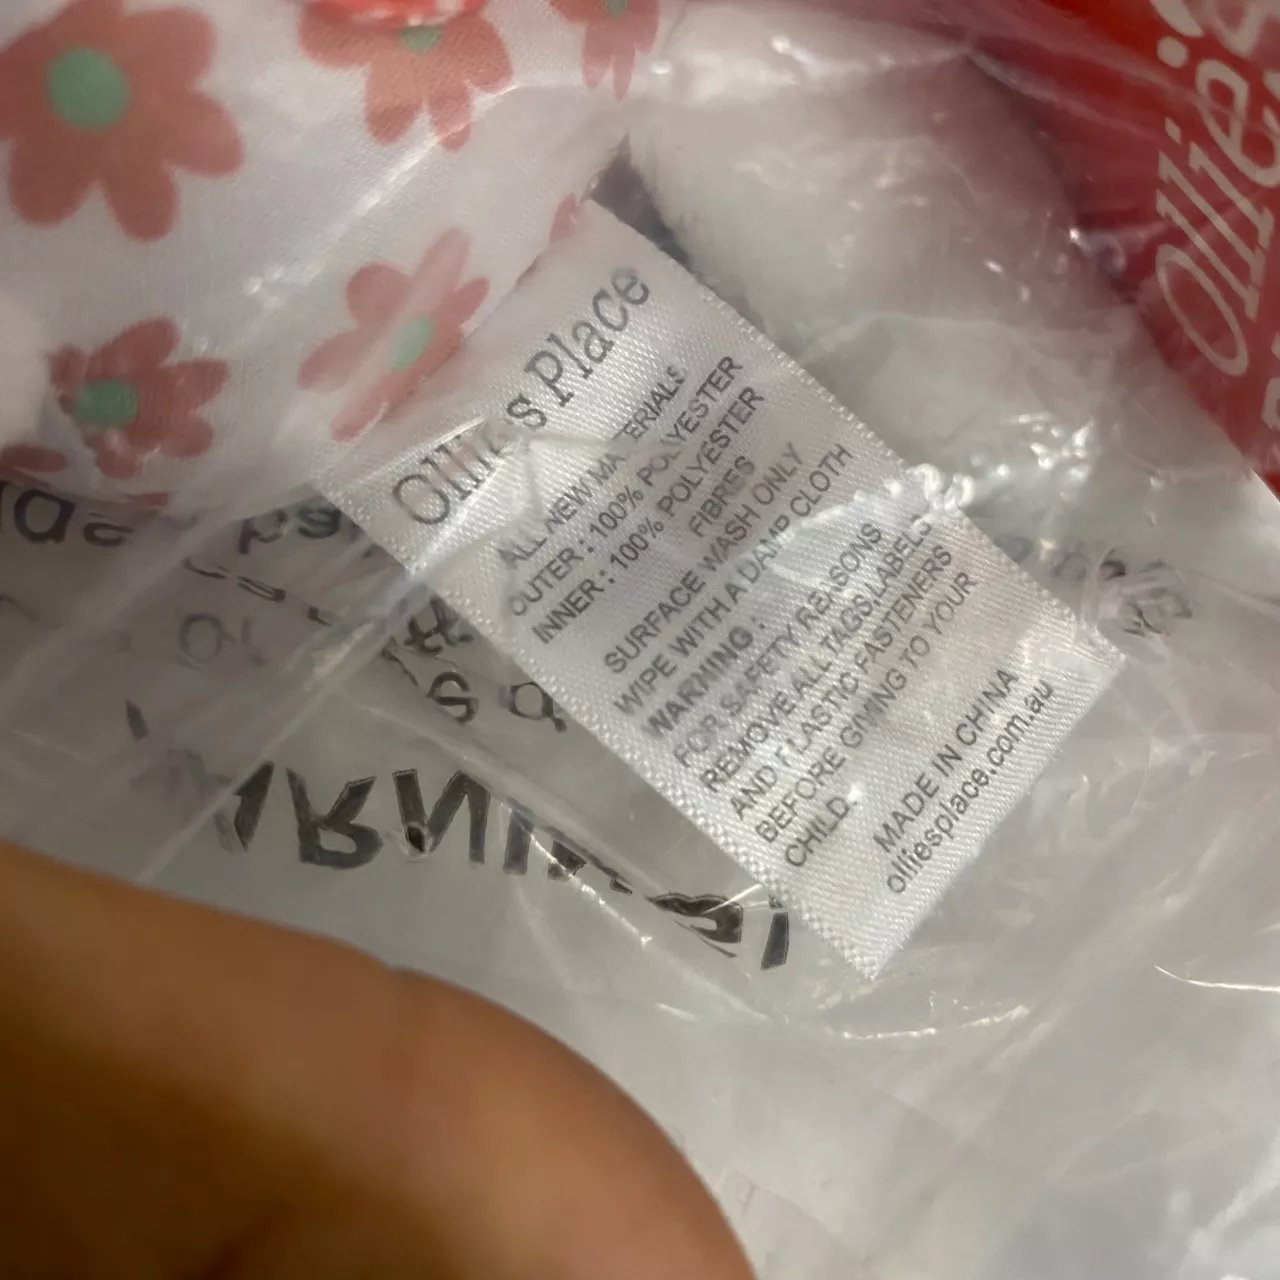 Ollie's Place
ALL NEW MATERIALS
OUTER : 100% POLYESTER
INNER : 100% POLYESTER
FIBRES
SURFACE WASH ONLY
WIPE WITH A DAMP CLOTH
WARMING :
FOR SAFETY REASONS
REMOVE ALL TAGS,LABELS
AND PLASTIC FASTENERS
BEFORE GIVING TO YOUR
CHILD.
MADE IN CHINA
olliesplace.com.au
Ollie's